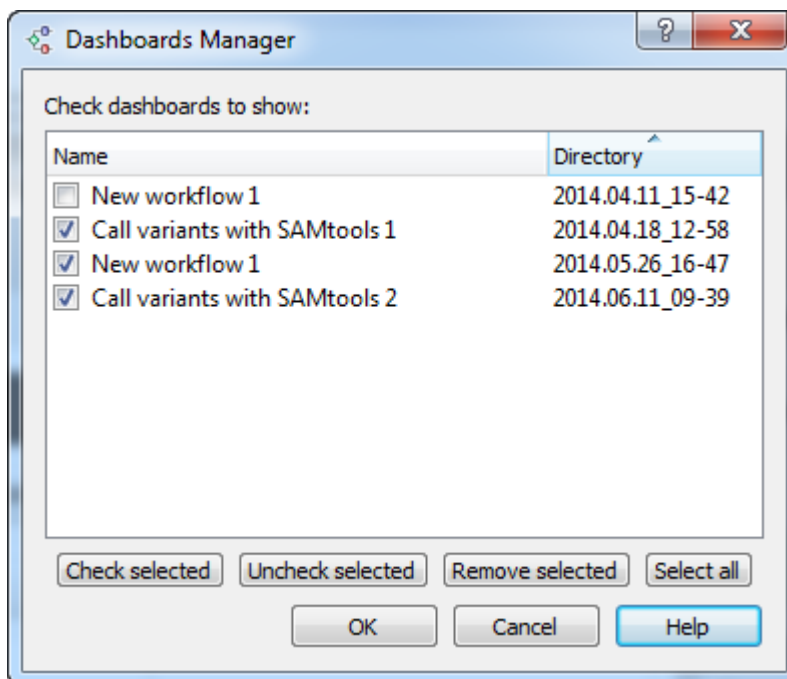 Dashboards Manager
Check dashboards to show:
Name Directory
New workflow 1 2014.04.11_15-42
Call variants with SAMtools 1 2014.04.18_12-58
New workflow 1 2014.05.26_16-47
Call variants with SAMtools 2 2014.06.11_09-39
Check selected Uncheck selected Remove selected Select all
OK Cancel Help